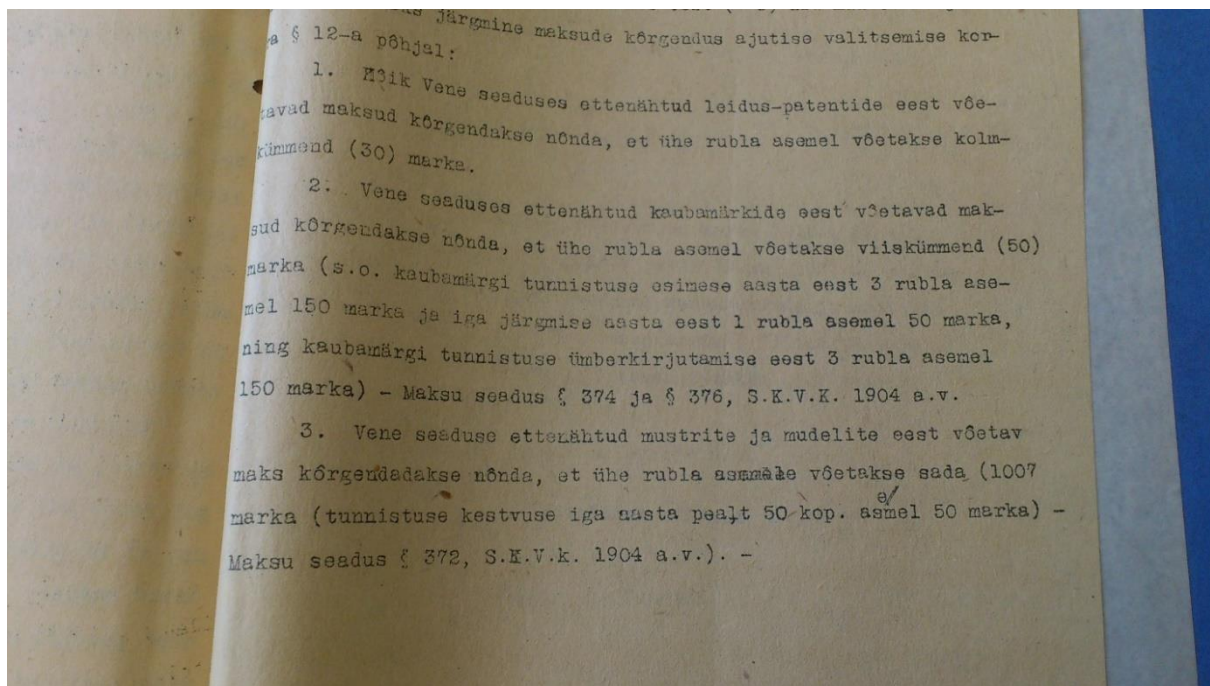 järgmine maksude kõrgendus ajutise valitsemise kor-
§ 12-a põhjal:
1. Kõik Vene seaduses ettenähtud leidus-patentide eest võe-
tavad maksud kõrgendakse nõnda, et ühe rubla asemel võetakse kolm-
kümmend (30) marka.
2. Vene seaduses ettenähtud kaubamärkide eest võetavad mak-
sud kõrgendakse nõnda, et ühe rubla asemel võetakse viiskümmend (50)
marka (s.o. kaubamärgi tunnistuse esimese aasta eest 3 rubla ase-
mel 150 marka ja iga järgmise aasta eest 1 rubla asemel 50 marka,
ning kaubamärgi tunnistuse ümberkirjutamise eest 3 rubla asemel
150 marka) - Maksu seadus § 374 ja § 376, S.K.V.K. 1904 a.v.
3. Vene seaduse ettenähtud mustrite ja mudelite eest võetav
maks kõrgendadakse nõnda, et ühe rubla võetakse sada (1007
marka (tunnistuse kestvuse iga aasta pealt 50 kop. asemel 50 marka) -
Maksu seadus § 372, S.K.V.k. 1904 a.v.). -